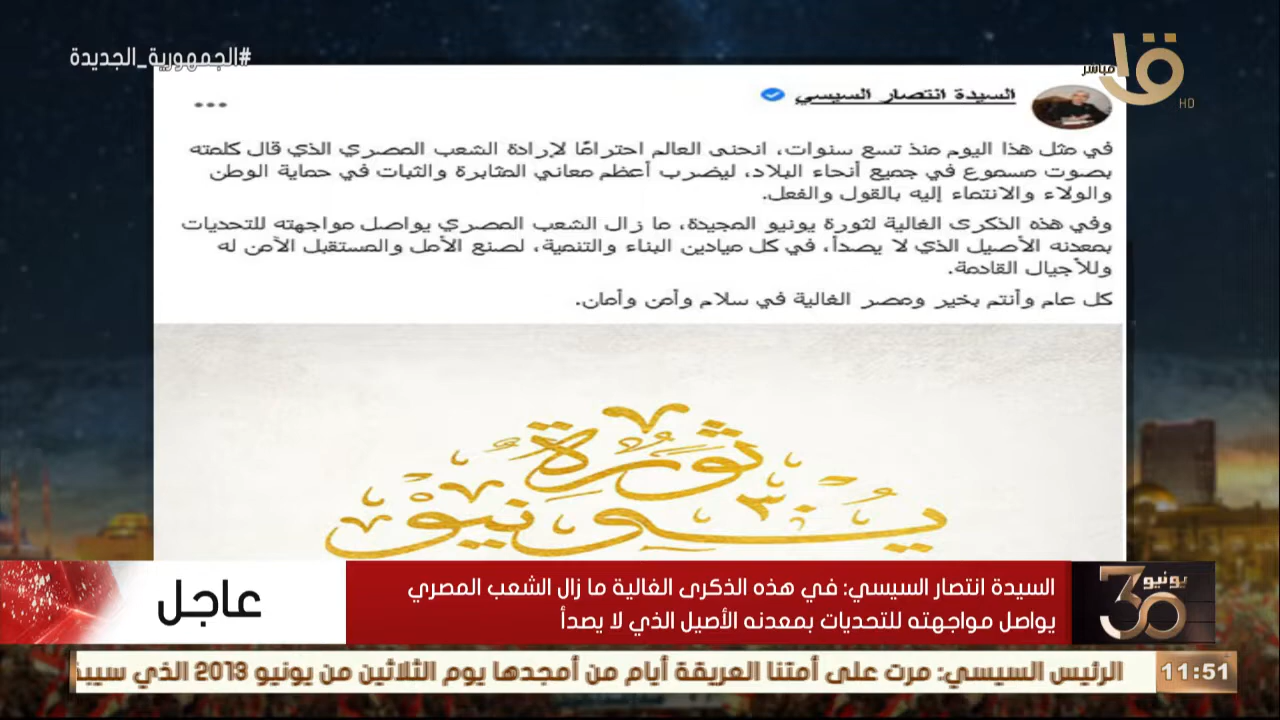 #الجمهورية_الجديدة
مباشر
HD
السيدة انتصار السيسي
في مثل هذا اليوم منذ تسع سنوات، انحنى العالم احترامًا لإرادة الشعب المصري الذي قال كلمته
بصوت مسموع في جميع أنحاء البلاد، ليضرب أعظم معاني المثابرة والثبات في حماية الوطن
والولاء والانتماء إليه بالقول والفعل.
وفي هذه الذكرى الغالية لثورة يونيو المجيدة، ما زال الشعب المصري يواصل مواجهته للتحديات
بمعدنه الأصيل الذي لا يصدأ، في كل ميادين البناء والتنمية، لصنع الأمل والمستقبل الآمن له
وللأجيال القادمة.
كل عام وأنتم بخير ومصر الغالية في سلام وأمن وأمان.
ثورة
٣٠ يونيو
يونيو 30
السيدة انتصار السيسي: في هذه الذكرى الغالية ما زال الشعب المصري
يواصل مواجهته للتحديات بمعدنه الأصيل الذي لا يصدأ
عاجل
11:51
الرئيس السيسي: مرت على أمتنا العريقة أيام من أمجدها يوم الثلاثين من يونيو 2013 الذي